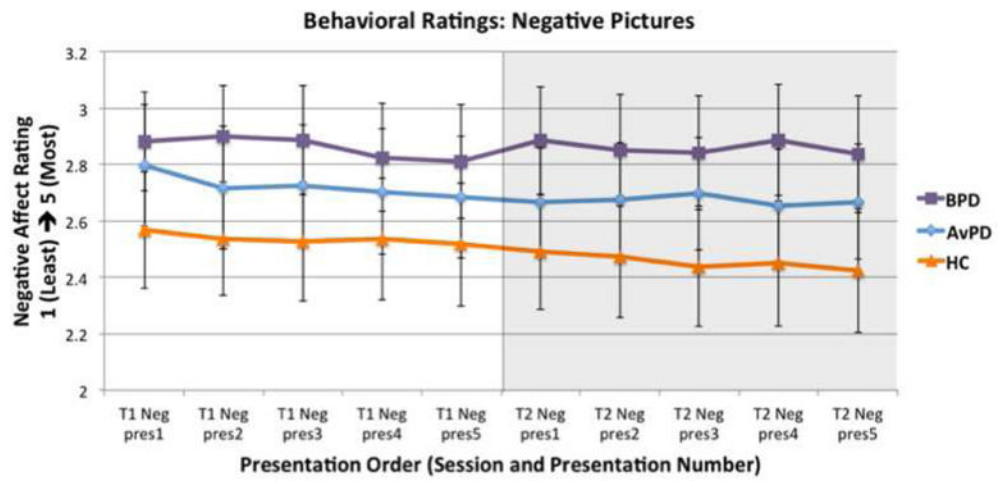 Behavioral Ratings: Negative Pictures
Negative Affect Rating
1 (Least) ➔ 5 (Most)
3.2
3
2.8
2.6
2.4
2.2
2
T1 Neg
pres1
T1 Neg
pres2
T1 Neg
pres3
T1 Neg
pres4
T1 Neg
pres5
T2 Neg
pres1
T2 Neg
pres2
T2 Neg
pres3
T2 Neg
pres4
T2 Neg
pres5
Presentation Order (Session and Presentation Number)
BPD
AvPD
HC